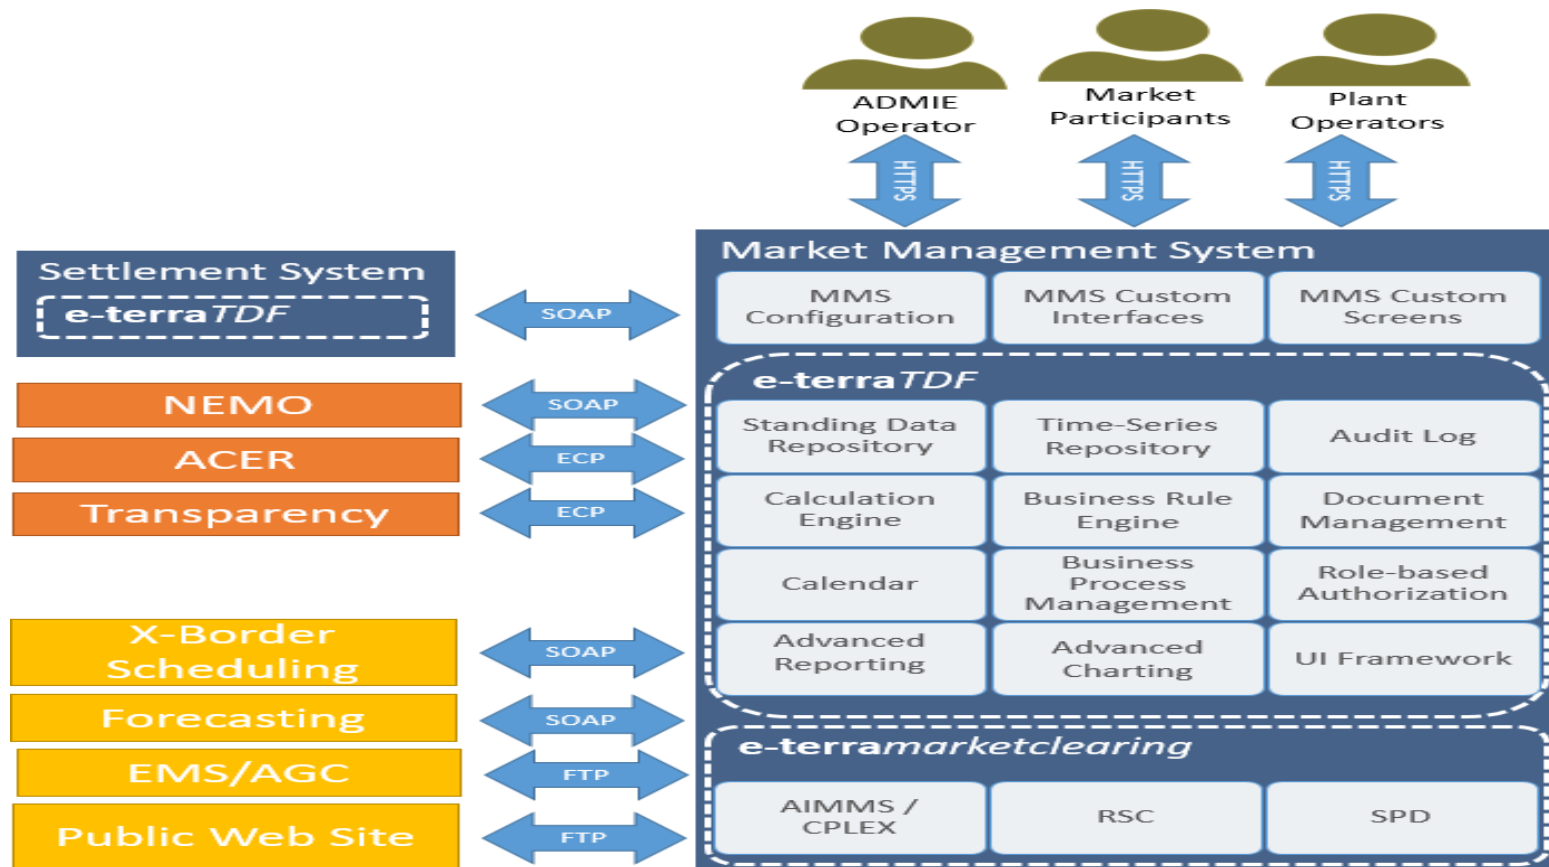 ADMIE
Operator
Market
Participants
Plant
Operators
HTTPS
HTTPS
HTTPS
Settlement System
e-terraTDF
SOAP
NEMO
SOAP
ACER
ECP
Transparency
ECP
X-Border
Scheduling
SOAP
Forecasting
SOAP
EMS/AGC
FTP
Public Web Site
FTP
Market Management System
MMS
Configuration
MMS Custom
Interfaces
MMS Custom
Screens
e-terraTDF
Standing Data
Repository
Time-Series
Repository
Audit Log
Calculation
Engine
Business Rule
Engine
Document
Management
Calendar
Business
Process
Management
Role-based
Authorization
Advanced
Reporting
Advanced
Charting
UI Framework
e-terramarketclearing
AIMMS /
CPLEX
RSC
SPD